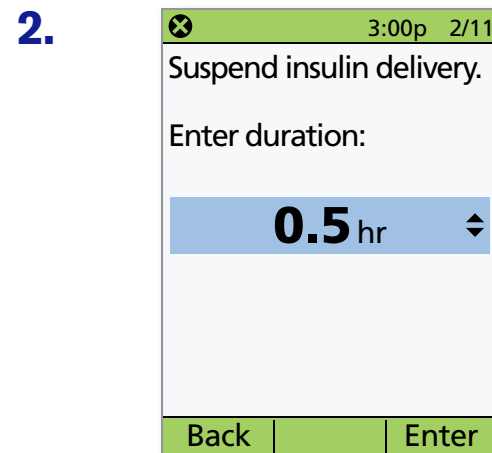 2.
3:00p 2/11
Suspend insulin delivery.
Enter duration:
0.5 hr
Back Enter